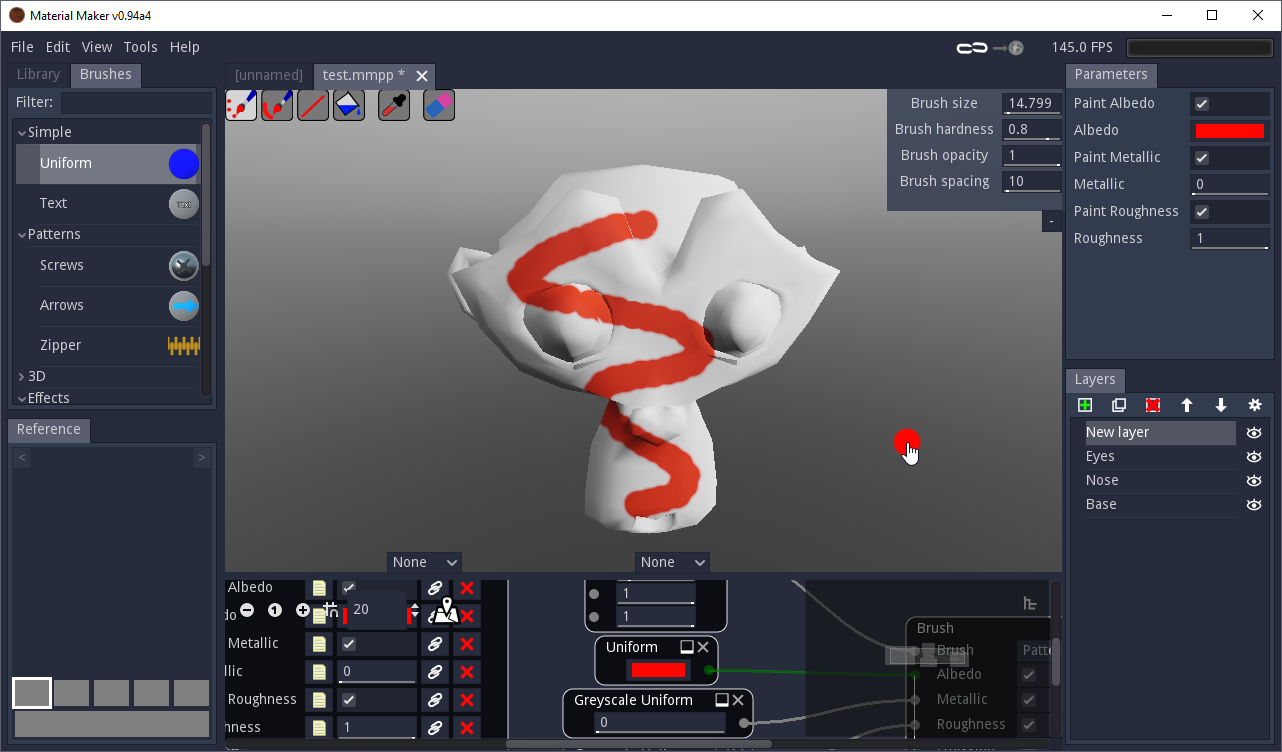 Material Maker v0.94a4
File Edit View Tools Help
145.0 FPS
Library Brushes
[unnamed] test.mmpp *
Parameters
Filter:
Simple
Uniform
Text
Text
Patterns
Screws
Arrows
Zipper
3D
Effects
Reference
< >
Brush size 14.799
Brush hardness 0.8
Brush opacity 1
Brush spacing 10
-
Paint Albedo
Albedo
Paint Metallic
Metallic 0
Paint Roughness
Roughness 1
Layers
New layer
Eyes
Nose
Base
None
None
Albedo
do
1
20
Metallic
llic 0
Roughness
hness 1
1
1
Uniform
Greyscale Uniform
0
Brush
Brush Patte
Albedo
Metallic
Roughness